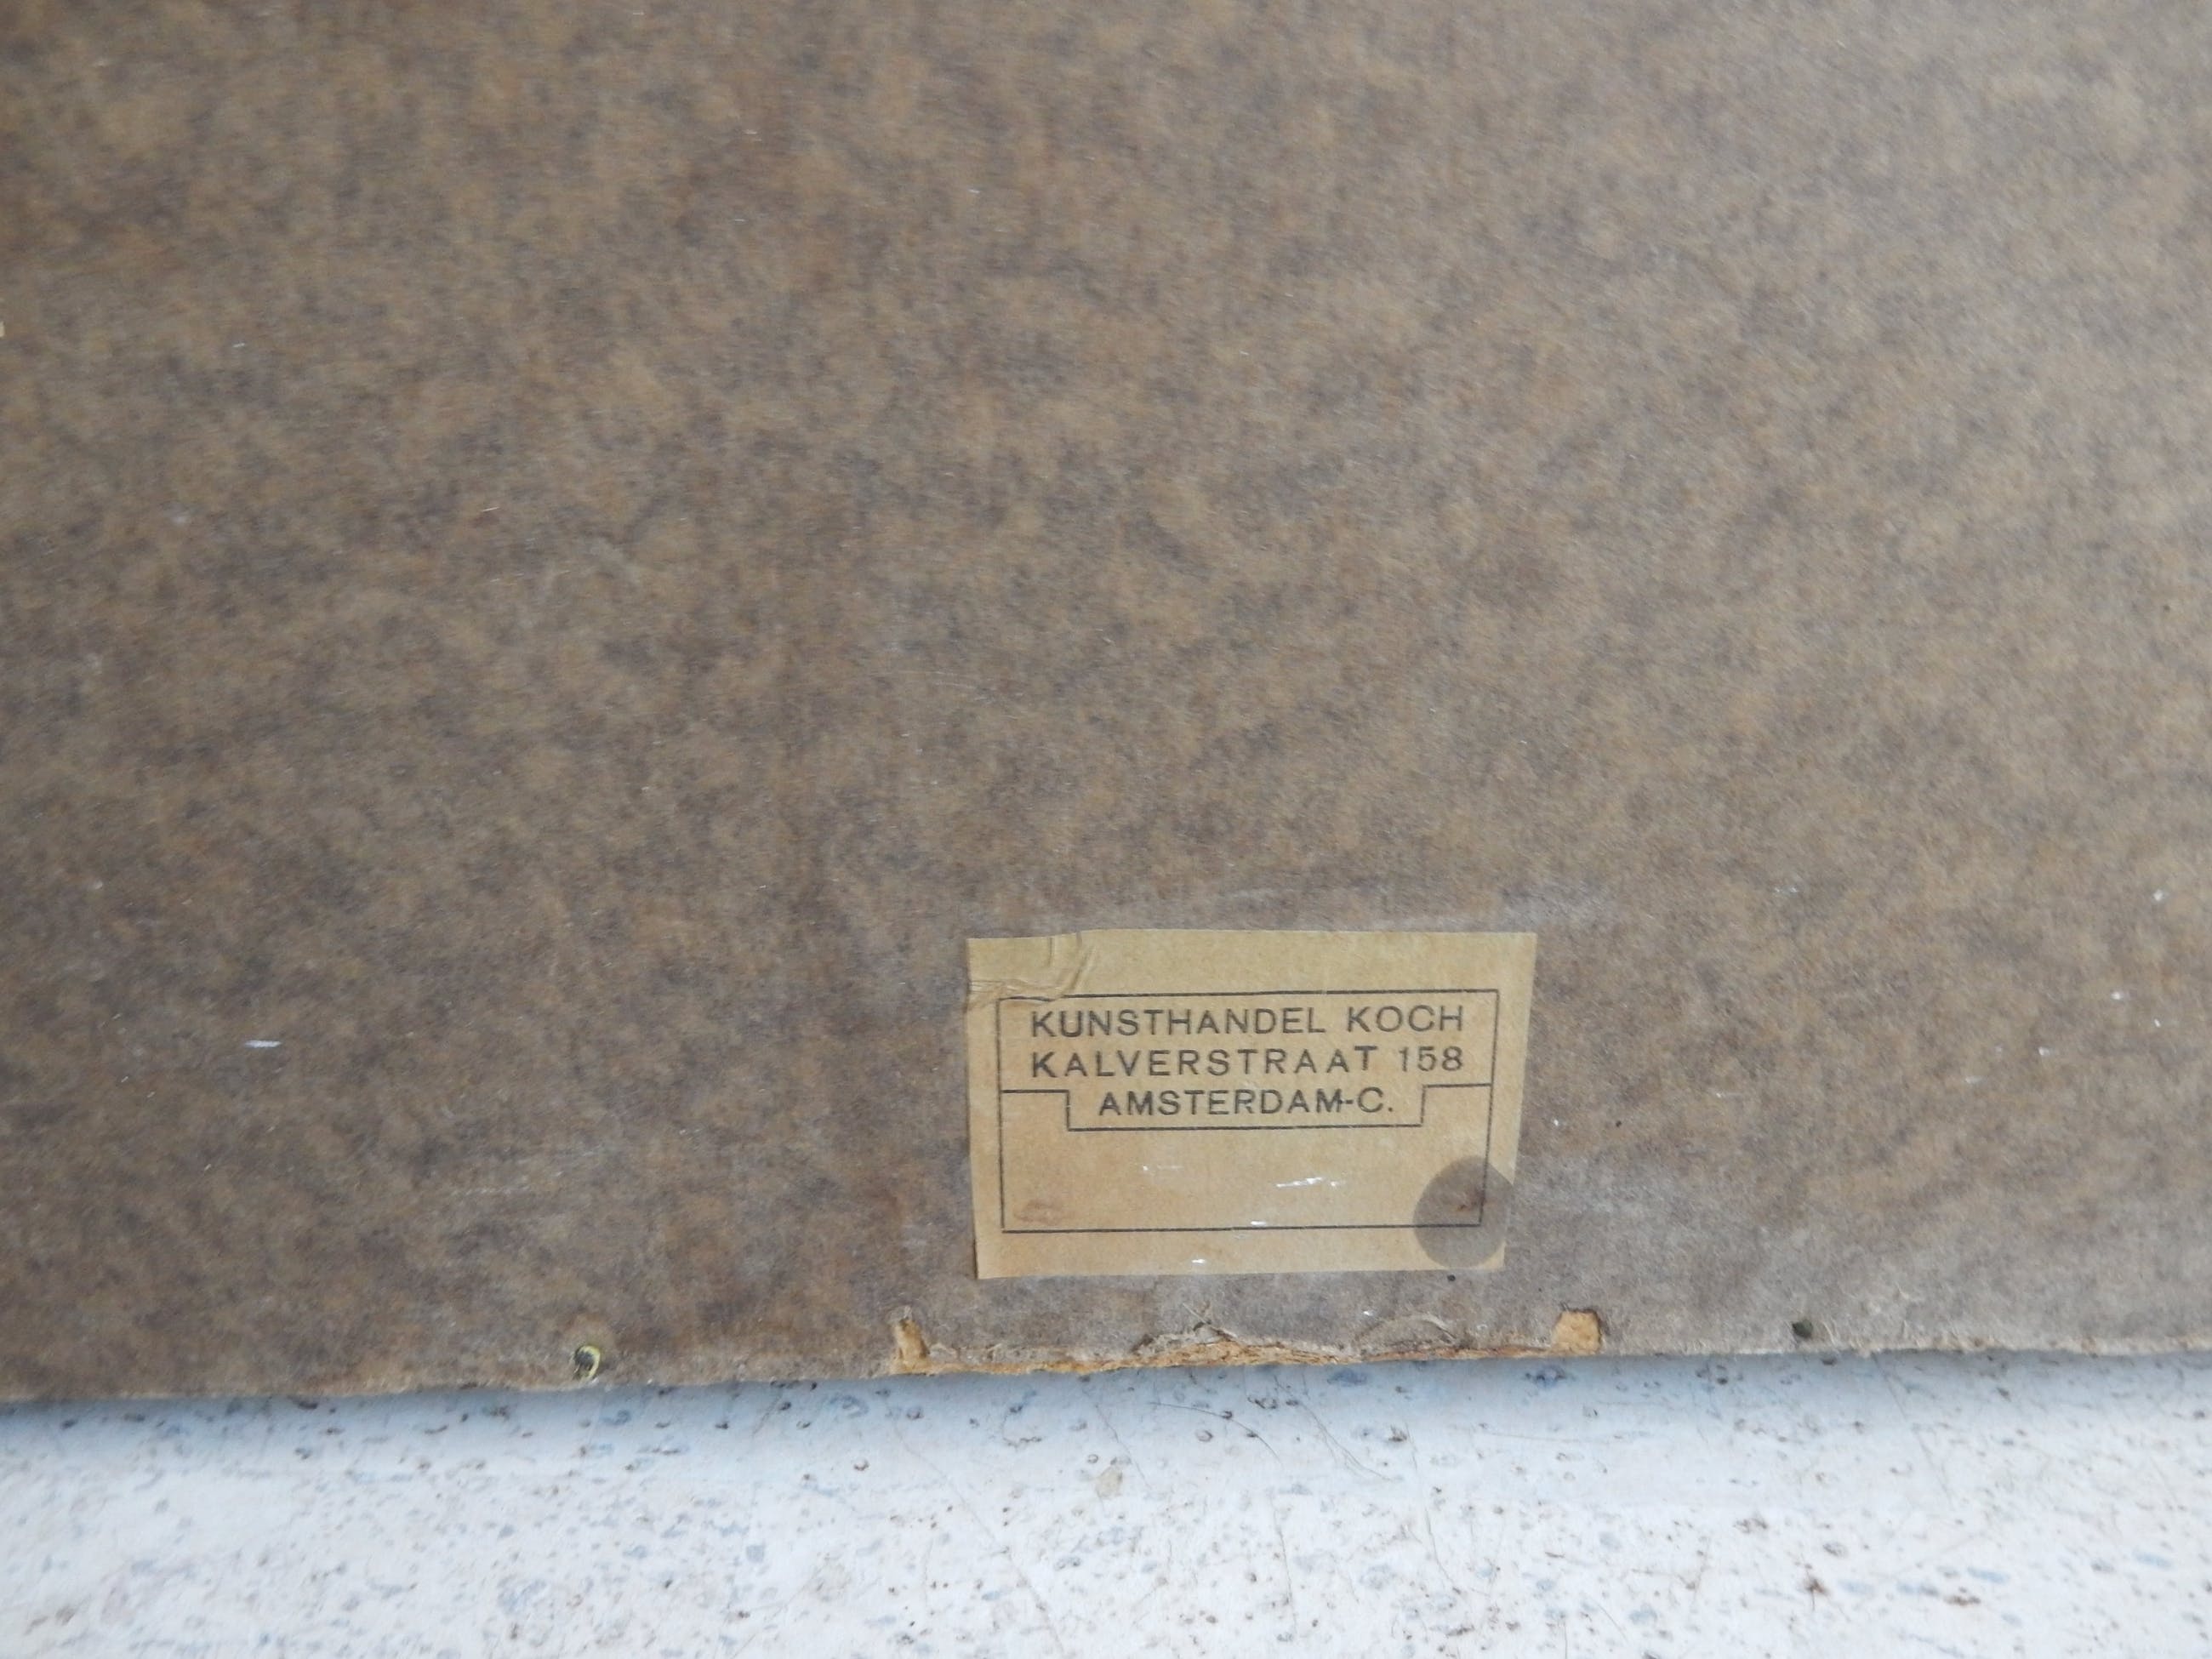 KUNSTHANDEL KOCH
KALVERSTRAAT 158
AMSTERDAM-C.